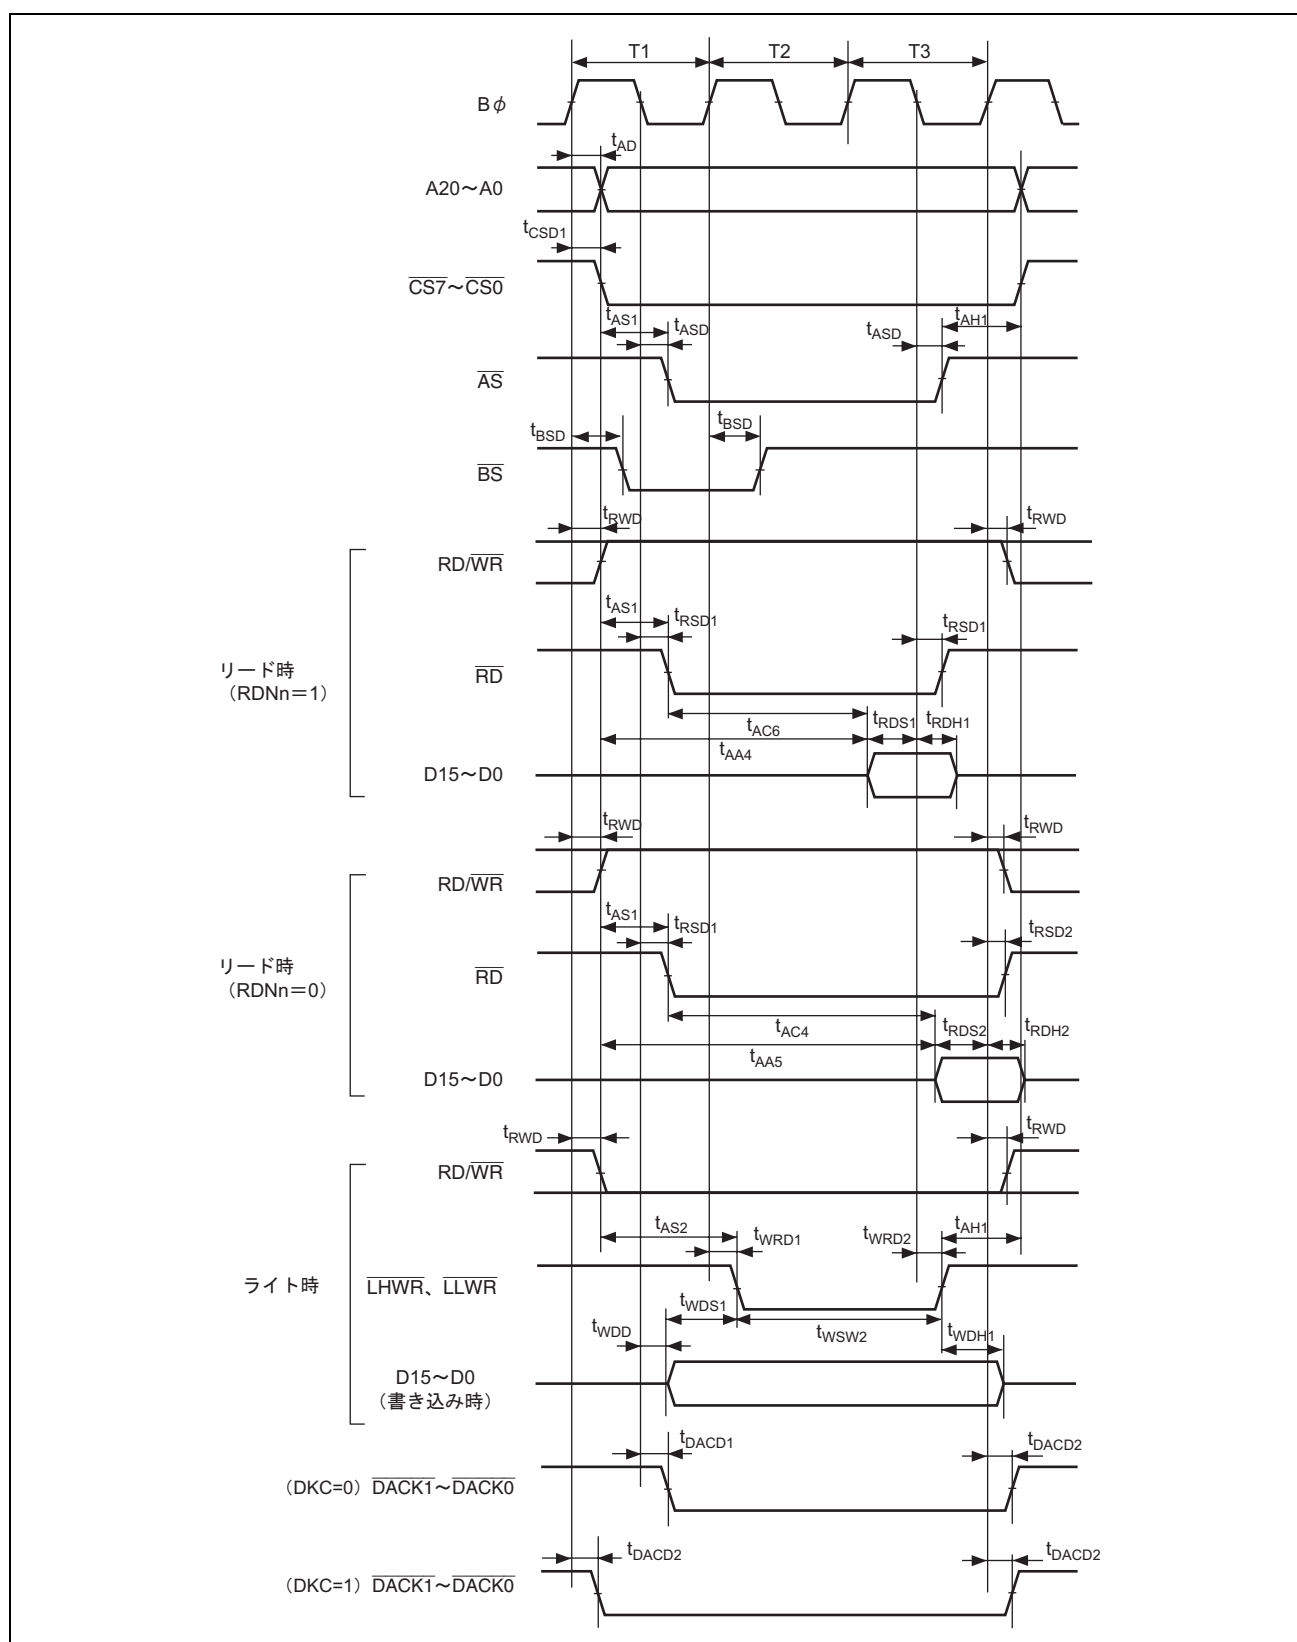 T1 T2 T3
Bφ
tAD
A20～A0
tCSD1
CS7～CS0
tAS1 tASD tASD tAH1
AS
tBSD tBSD
BS
tRWD tRWD
RD/WR
tAS1 tRSD1 tRSD1
リード時
（RDNn＝1）
RD
tAC6 tRDS1 tRDH1
tAA4
D15～D0
tRWD tRWD
RD/WR
tAS1 tRSD1 tRSD2
リード時
（RDNn＝0）
RD
tAC4 tRDS2 tRDH2
tAA5
D15～D0
tRWD tRWD
RD/WR
tAS2 tWRD1 tWRD2 tAH1
ライト時
LHWR、LLWR
tWDS1
tWDD tWSW2 tWDH1
D15～D0
（書き込み時）
tDACD1 tDACD2
（DKC=0）DACK1～DACK0
tDACD2 tDACD2
（DKC=1）DACK1～DACK0